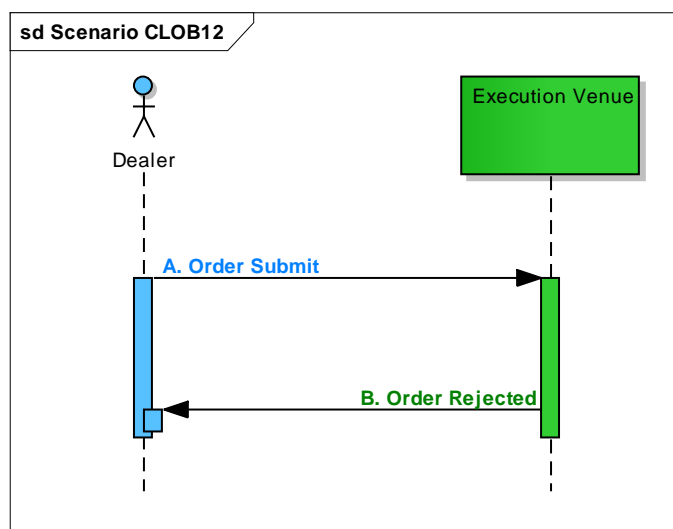 sd Scenario CLOB12
Execution Venue
Dealer
A. Order Submit
B. Order Rejected